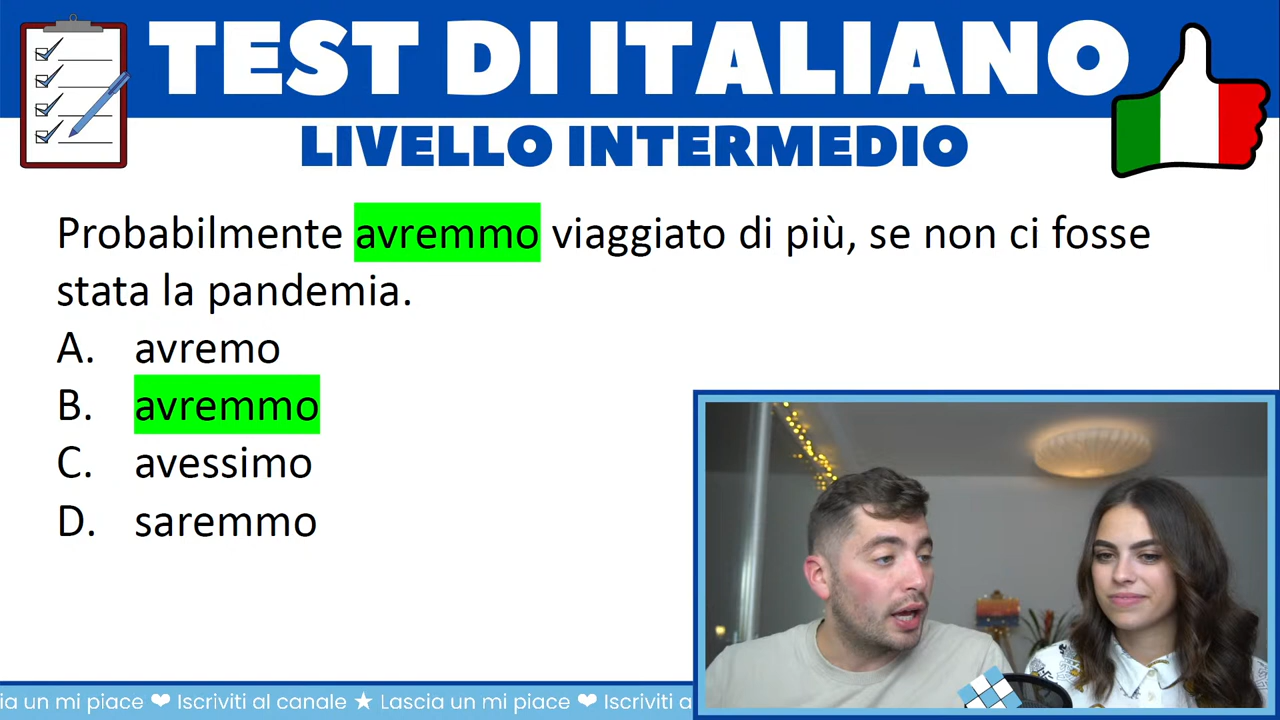 TEST DI ITALIANO
LIVELLO INTERMEDIO
Probabilmente avremmo viaggiato di più, se non ci fosse
stata la pandemia.
A. avremo
B. avremmo
C. avessimo
D. saremmo
ia un mi piace ❤ Iscriviti al canale ★ Lascia un mi piace ❤ Iscriviti a